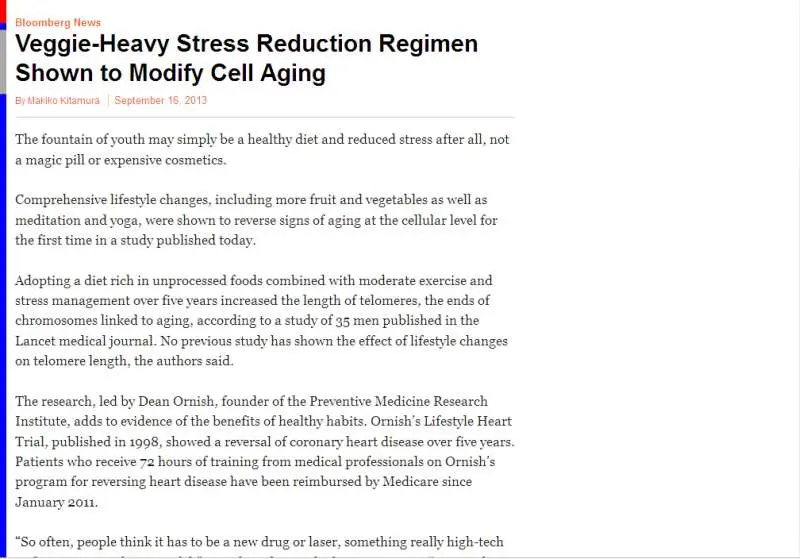 Bloomberg News
Veggie-Heavy Stress Reduction Regimen
Shown to Modify Cell Aging
By Makiko Kitamura September 16, 2013
The fountain of youth may simply be a healthy diet and reduced stress after all, not
a magic pill or expensive cosmetics.
Comprehensive lifestyle changes, including more fruit and vegetables as well as
meditation and yoga, were shown to reverse signs of aging at the cellular level for
the first time in a study published today.
Adopting a diet rich in unprocessed foods combined with moderate exercise and
stress management over five years increased the length of telomeres, the ends of
chromosomes linked to aging, according to a study of 35 men published in the
Lancet medical journal. No previous study has shown the effect of lifestyle changes
on telomere length, the authors said.
The research, led by Dean Ornish, founder of the Preventive Medicine Research
Institute, adds to evidence of the benefits of healthy habits. Ornish's Lifestyle Heart
Trial, published in 1998, showed a reversal of coronary heart disease over five years.
Patients who receive 72 hours of training from medical professionals on Ornish's
program for reversing heart disease have been reimbursed by Medicare since
January 2011.
“So often, people think it has to be a new drug or laser, something really high-tech